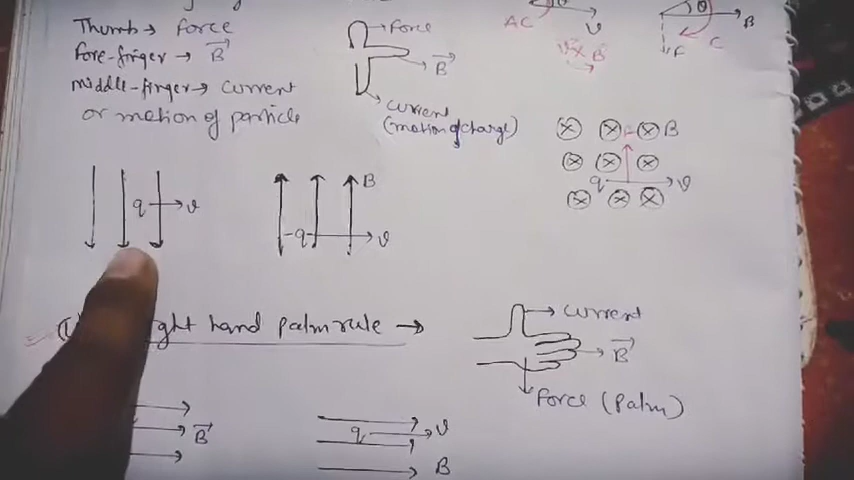 Thumb → force
fore-finger → B
middle-finger → current
or motion of particle
force
B
current
(motion of charge)
AC
v
v x B
θ
B
F
C
B
q
v
q
v
B
q
v
ght hand palm rule →
current
B
force (palm)
B
q
v
B